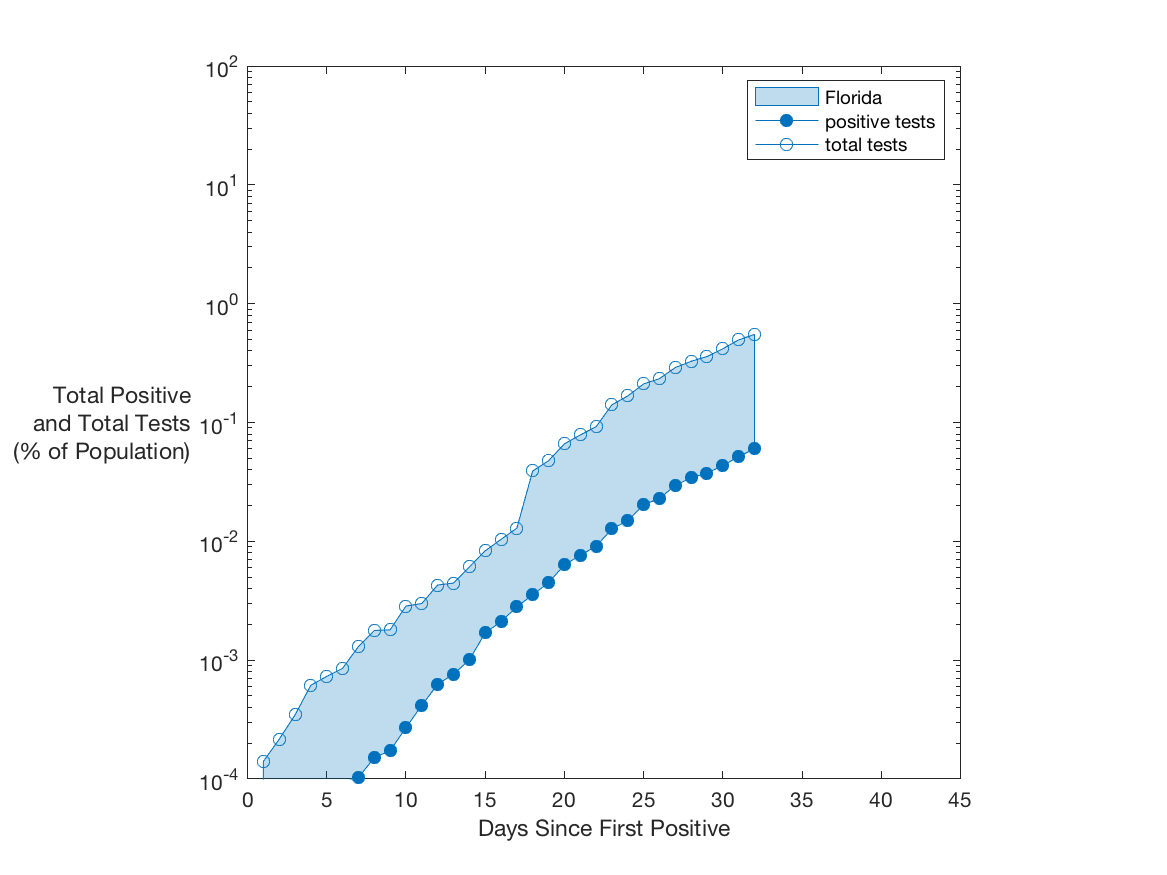 10^2
10^1
10^0
10^-1
10^-2
10^-3
10^-4
Total Positive
and Total Tests
(% of Population)
0 5 10 15 20 25 30 35 40 45
Days Since First Positive
Florida
positive tests
total tests